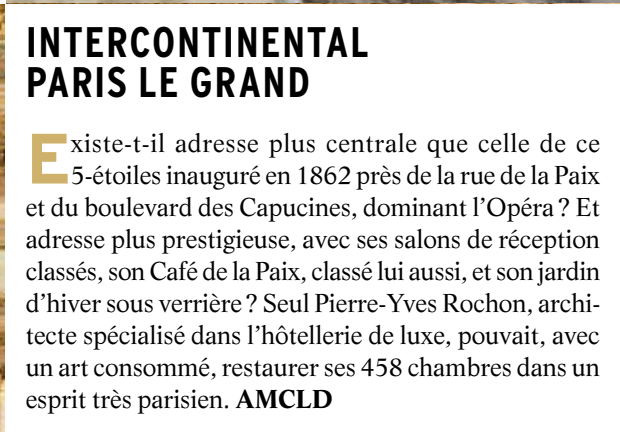 INTERCONTINENTAL
PARIS LE GRAND
Existe-t-il adresse plus centrale que celle de ce
5-étoiles inauguré en 1862 près de la rue de la Paix
et du boulevard des Capucines, dominant l’Opéra ? Et
adresse plus prestigieuse, avec ses salons de réception
classés, son Café de la Paix, classé lui aussi, et son jardin
d’hiver sous verrière ? Seul Pierre-Yves Rochon, archi-
tecte spécialisé dans l’hôtellerie de luxe, pouvait, avec
un art consommé, restaurer ses 458 chambres dans un
esprit très parisien. AMCLD